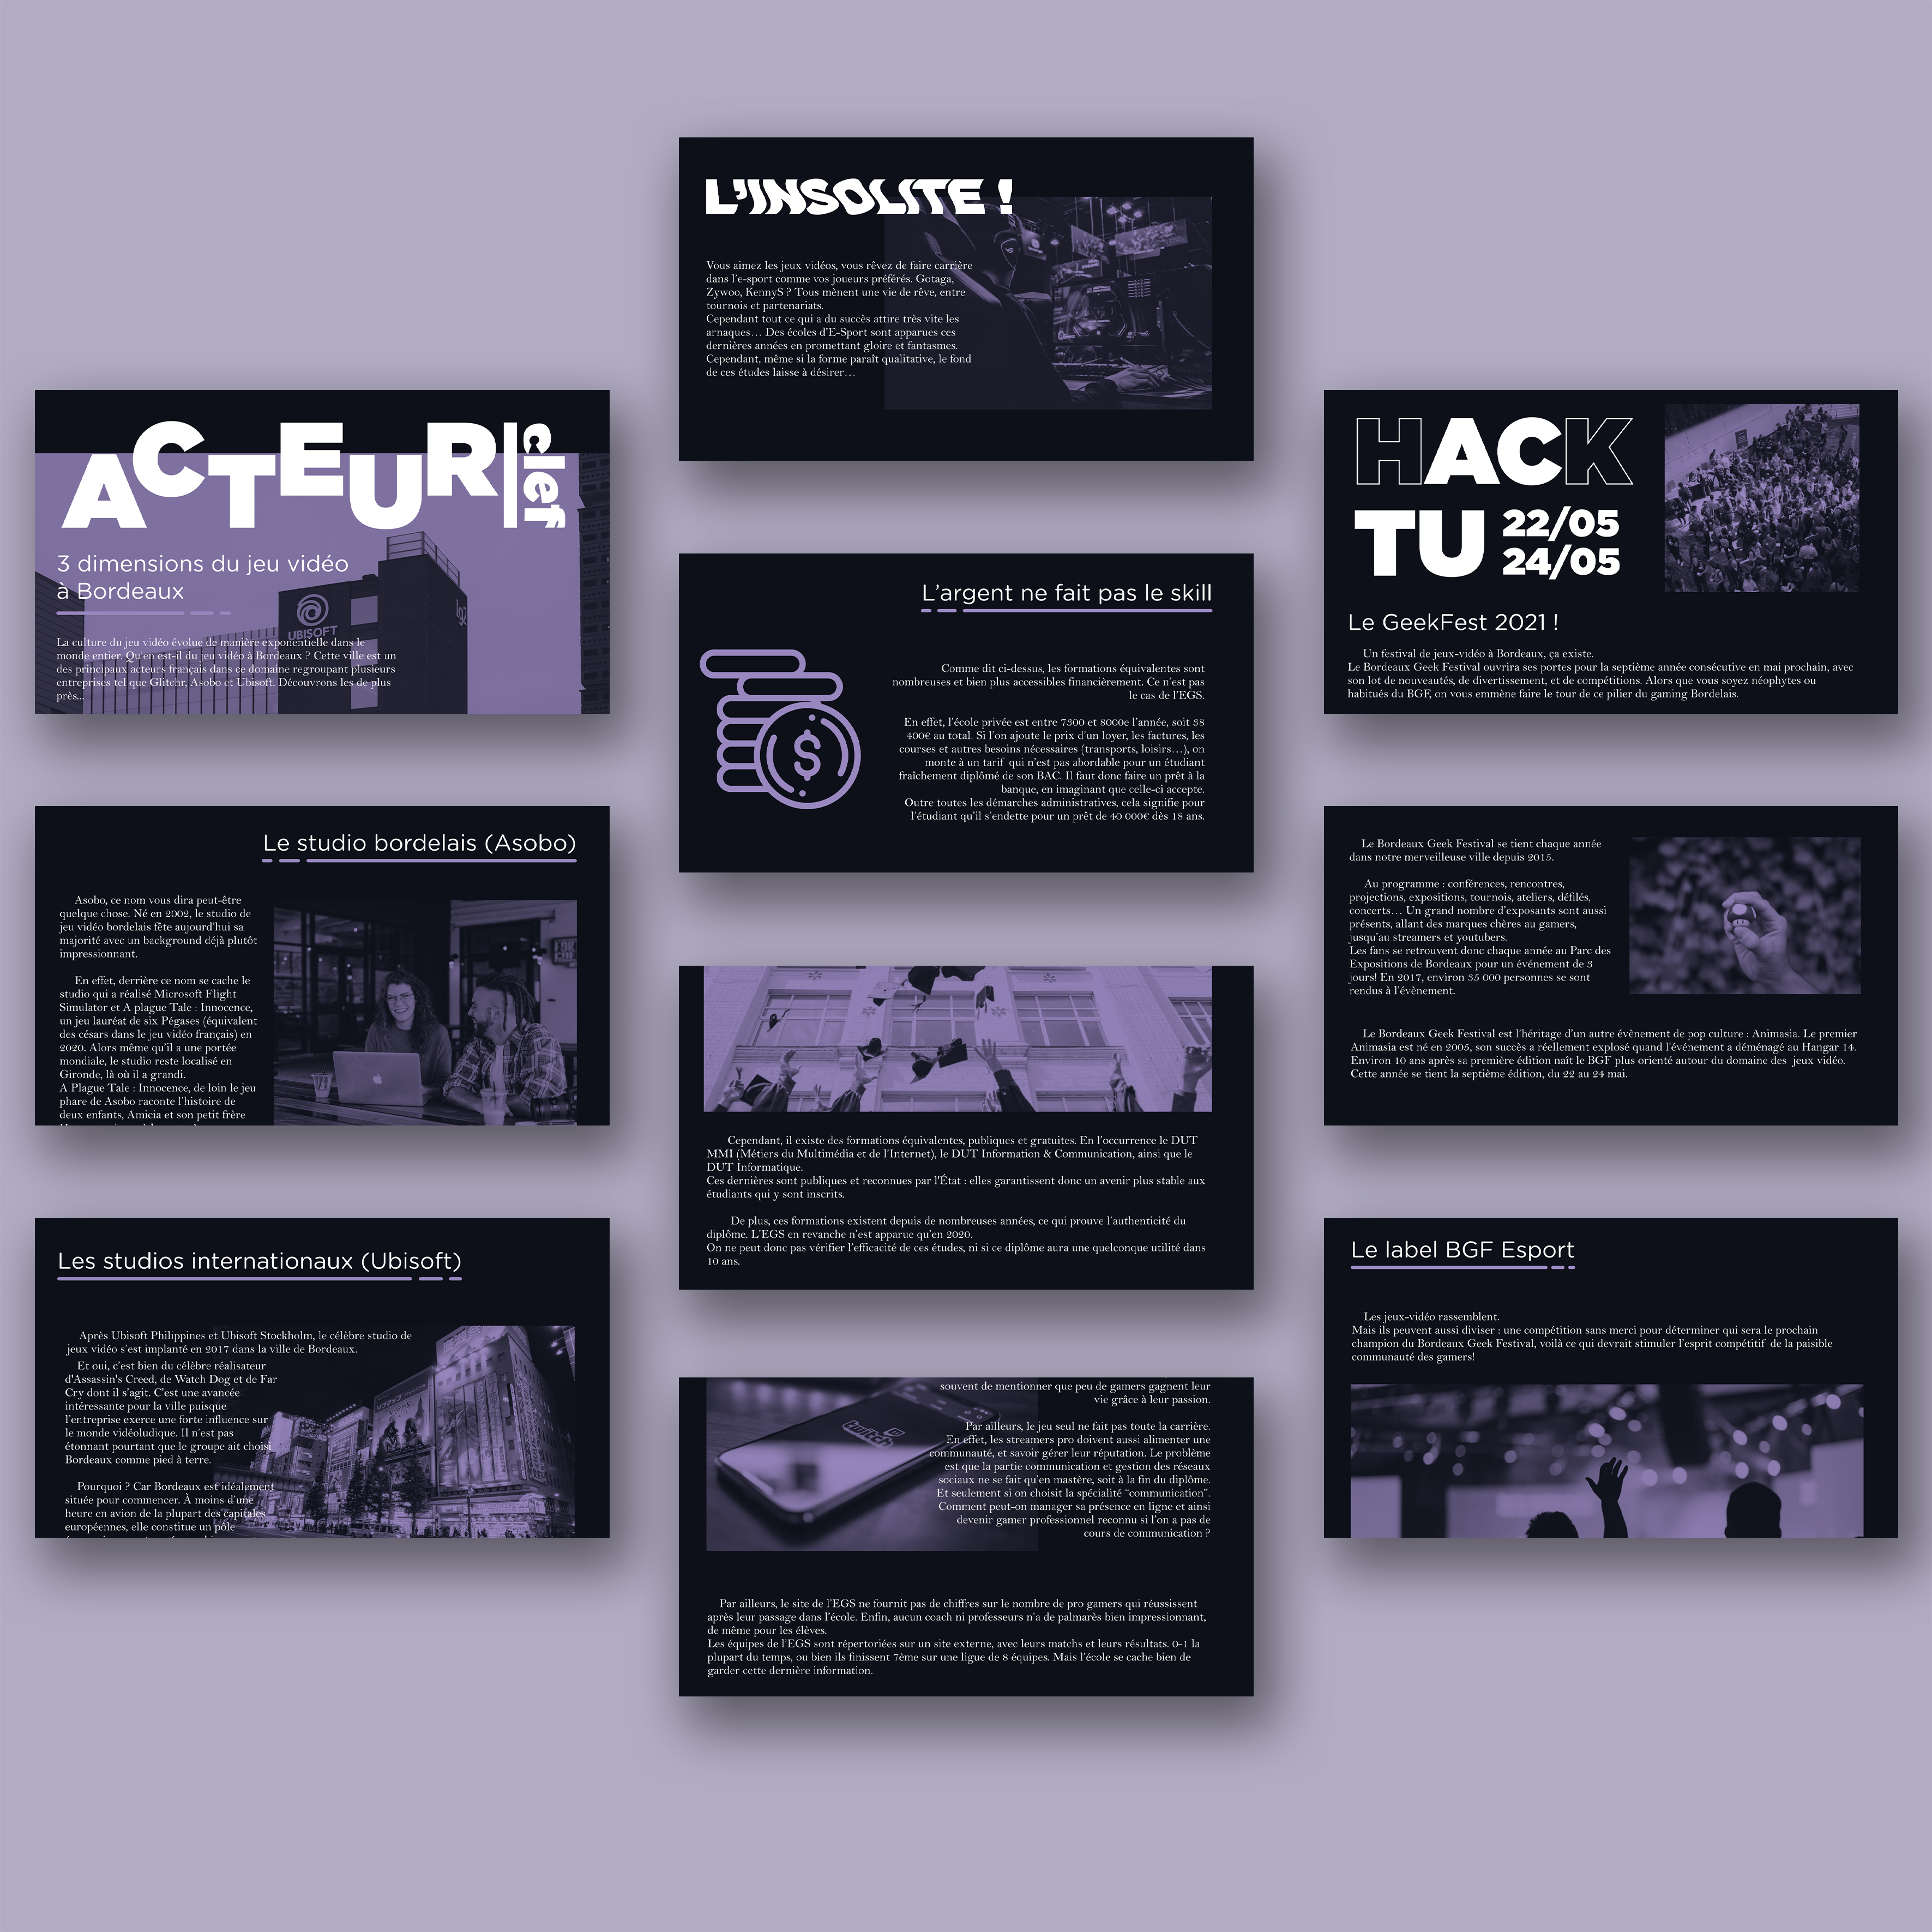 ACTEUR clef
3 dimensions du jeu vidéo
à Bordeaux
UBISOFT
La culture du jeu vidéo évolue de manière exponentielle dans le
monde entier. Qu'en est-il du jeu vidéo à Bordeaux ? Cette ville est un
des principaux acteurs français dans ce domaine regroupant plusieurs
entreprises tel que Glitchr, Asobo et Ubisoft. Découvrons les de plus
près...
Le studio bordelais (Asobo)
Asobo, ce nom vous dira peut-être
quelque chose. Né en 2002, le studio de
jeu vidéo bordelais fête aujourd'hui sa
majorité avec un background déjà plutôt
impressionnant.
En effet, derrière ce nom se cache le
studio qui a réalisé Microsoft Flight
Simulator et A plague Tale : Innocence,
un jeu lauréat de six Pégases (équivalent
des césars dans le jeu vidéo français) en
2020. Alors même qu'il a une portée
mondiale, le studio reste localisé en
Gironde, là où il a grandi.
A Plague Tale : Innocence, de loin le jeu
phare de Asobo raconte l'histoire de
deux enfants, Amicia et son petit frère
Les studios internationaux (Ubisoft)
Après Ubisoft Philippines et Ubisoft Stockholm, le célèbre studio de
jeux vidéo s'est implanté en 2017 dans la ville de Bordeaux.
Et oui, c'est bien du célèbre réalisateur
d'Assassin's Creed, de Watch Dog et de Far
Cry dont il s'agit. C'est une avancée
intéressante pour la ville puisque
l'entreprise exerce une forte influence sur
le monde vidéoludique. Il n'est pas
étonnant pourtant que le groupe ait choisi
Bordeaux comme pied à terre.
Pourquoi ? Car Bordeaux est idéalement
située pour commencer. À moins d'une
heure en avion de la plupart des capitales
européennes, elle constitue un pôle
L'INSOLITE !
Vous aimez les jeux vidéos, vous rêvez de faire carrière
dans l'e-sport comme vos joueurs préférés. Gotaga,
Zywoo, KennyS ? Tous mènent une vie de rêve, entre
tournois et partenariats.
Cependant tout ce qui a du succès attire très vite les
arnaques… Des écoles d'E-Sport sont apparues ces
dernières années en promettant gloire et fantasmes.
Cependant, même si la forme paraît qualitative, le fond
de ces études laisse à désirer…
L'argent ne fait pas le skill
$
Comme dit ci-dessus, les formations équivalentes sont
nombreuses et bien plus accessibles financièrement. Ce n'est pas
le cas de l'EGS.
En effet, l'école privée est entre 7300 et 8000e l'année, soit 38
400€ au total. Si l'on ajoute le prix d'un loyer, les factures, les
courses et autres besoins nécessaires (transports, loisirs…), on
monte à un tarif qui n'est pas abordable pour un étudiant
fraîchement diplômé de son BAC. Il faut donc faire un prêt à la
banque, en imaginant que celle-ci accepte.
Outre toutes les démarches administratives, cela signifie pour
l'étudiant qu'il s'endette pour un prêt de 40 000€ dès 18 ans.
Cependant, il existe des formations équivalentes, publiques et gratuites. En l'occurrence le DUT
MMI (Métiers du Multimédia et de l'Internet), le DUT Information & Communication, ainsi que le
DUT Informatique.
Ces dernières sont publiques et reconnues par l'État : elles garantissent donc un avenir plus stable aux
étudiants qui y sont inscrits.
De plus, ces formations existent depuis de nombreuses années, ce qui prouve l'authenticité du
diplôme. L'EGS en revanche n'est apparue qu'en 2020.
On ne peut donc pas vérifier l'efficacité de ces études, ni si ce diplôme aura une quelconque utilité dans
10 ans.
twitch
souvent de mentionner que peu de gamers gagnent leur
vie grâce à leur passion.
Par ailleurs, le jeu seul ne fait pas toute la carrière.
En effet, les streamers pro doivent aussi alimenter une
communauté, et savoir gérer leur réputation. Le problème
est que la partie communication et gestion des réseaux
sociaux ne se fait qu'en mastère, soit à la fin du diplôme.
Et seulement si on choisit la spécialité “communication”.
Comment peut-on manager sa présence en ligne et ainsi
devenir gamer professionnel reconnu si l'on a pas de
cours de communication ?
Par ailleurs, le site de l'EGS ne fournit pas de chiffres sur le nombre de pro gamers qui réussissent
après leur passage dans l'école. Enfin, aucun coach ni professeurs n'a de palmarès bien impressionnant,
de même pour les élèves.
Les équipes de l'EGS sont répertoriées sur un site externe, avec leurs matchs et leurs résultats. 0-1 la
plupart du temps, ou bien ils finissent 7ème sur une ligue de 8 équipes. Mais l'école se cache bien de
garder cette dernière information.
HACK
TU 22/05
24/05
Le GeekFest 2021 !
Un festival de jeux-vidéo à Bordeaux, ça existe.
Le Bordeaux Geek Festival ouvrira ses portes pour la septième année consécutive en mai prochain, avec
son lot de nouveautés, de divertissement, et de compétitions. Alors que vous soyez néophytes ou
habitués du BGF, on vous emmène faire le tour de ce pilier du gaming Bordelais.
Le Bordeaux Geek Festival se tient chaque année
dans notre merveilleuse ville depuis 2015.
Au programme : conférences, rencontres,
projections, expositions, tournois, ateliers, défilés,
concerts… Un grand nombre d'exposants sont aussi
présents, allant des marques chères au gamers,
jusqu'au streamers et youtubers.
Les fans se retrouvent donc chaque année au Parc des
Expositions de Bordeaux pour un événement de 3
jours! En 2017, environ 35 000 personnes se sont
rendus à l'évènement.
Le Bordeaux Geek Festival est l'héritage d'un autre évènement de pop culture : Animasia. Le premier
Animasia est né en 2005, son succès a réellement explosé quand l'événement a déménagé au Hangar 14.
Environ 10 ans après sa première édition naît le BGF plus orienté autour du domaine des jeux vidéo.
Cette année se tient la septième édition, du 22 au 24 mai.
Le label BGF Esport
Les jeux-vidéo rassemblent.
Mais ils peuvent aussi diviser : une compétition sans merci pour déterminer qui sera le prochain
champion du Bordeaux Geek Festival, voilà ce qui devrait stimuler l'esprit compétitif de la paisible
communauté des gamers!